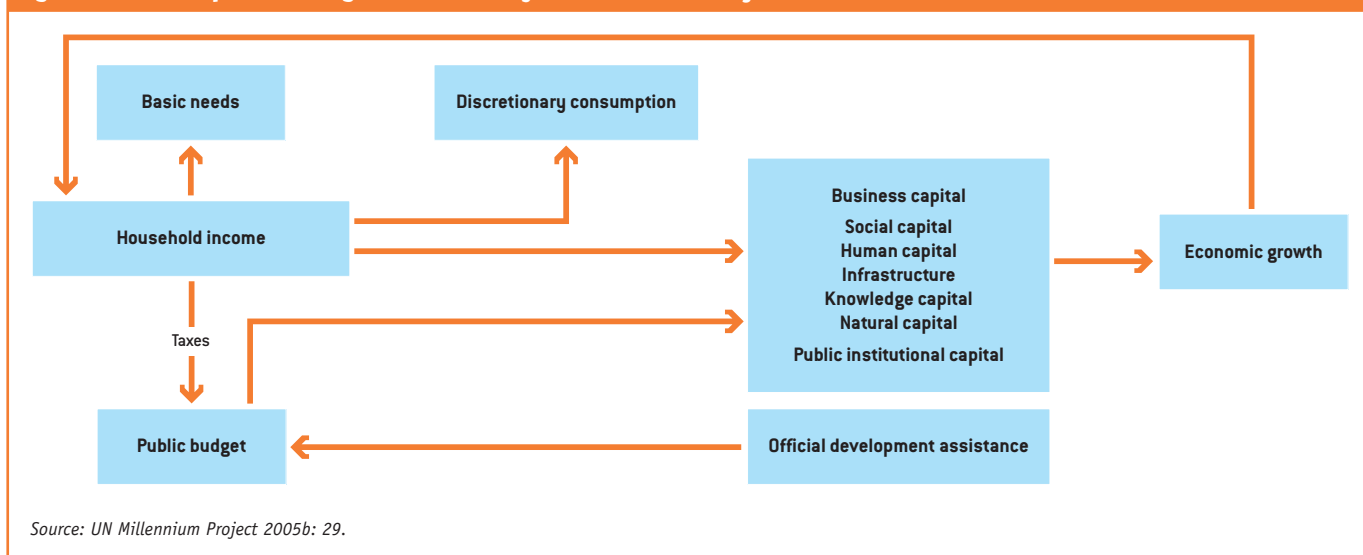 Basic needs
Discretionary consumption
Household income
Business capital
Social capital
Human capital
Infrastructure
Knowledge capital
Natural capital
Public institutional capital
Economic growth
Taxes
Public budget
Official development assistance
Source: UN Millennium Project 2005b: 29.